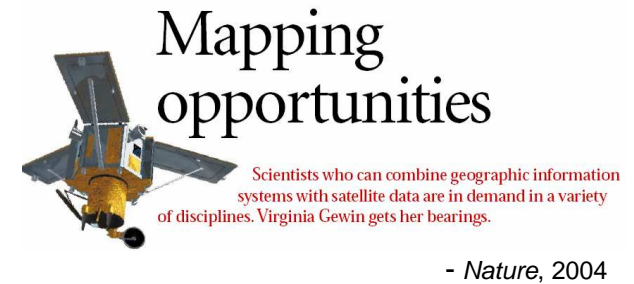 Mapping
opportunities
Scientists who can combine geographic information
systems with satellite data are in demand in a variety
of disciplines. Virginia Gewin gets her bearings.
- Nature, 2004